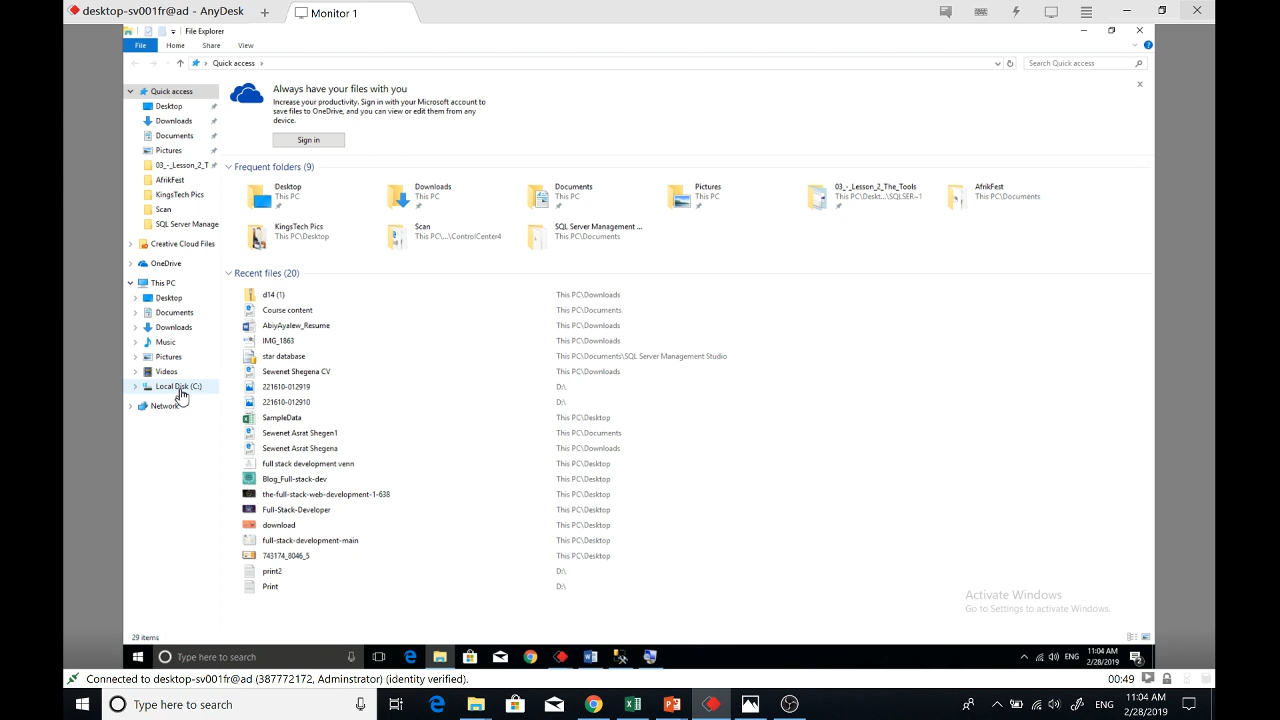 desktop-sv001fr@ad - AnyDesk
Monitor 1
File Explorer
File Home Share View
Quick access
Search Quick access
Quick access
Desktop
Downloads
Documents
Pictures
03_-_Lesson_2_T
AfrikFest
KingsTech Pics
Scan
SQL Server Manage
Creative Cloud Files
OneDrive
This PC
Desktop
Documents
Downloads
Music
Pictures
Videos
Local Disk (C:)
Network
Always have your files with you
Increase your productivity. Sign in with your Microsoft account to
save files to OneDrive, and you can view or edit them from any
device.
Sign in
Frequent folders (9)
Desktop
This PC
Downloads
This PC
Documents
This PC
Pictures
This PC
03_-_Lesson_2_The_Tools
This PC\Deskt...\SQLSER~1
AfrikFest
This PC\Documents
KingsTech Pics
This PC\Desktop
Scan
This PC\...\ControlCenter4
SQL Server Management ...
This PC\Documents
Recent files (20)
d14 (1) This PC\Downloads
Course content This PC\Documents
AbiyAyalew_Resume This PC\Downloads
IMG_1863 This PC\Downloads
star database This PC\Documents\SQL Server Management Studio
Sewenet Shegena CV This PC\Downloads
221610-012919 D:\
221610-012910 D:\
SampleData This PC\Desktop
Sewenet Asrat Shegen1 This PC\Documents
Sewenet Asrat Shegena This PC\Downloads
full stack development venn This PC\Desktop
Blog_Full-stack-dev This PC\Desktop
the-full-stack-web-development-1-638 This PC\Desktop
Full-Stack-Developer This PC\Desktop
download This PC\Desktop
full-stack-development-main This PC\Desktop
743174_8046_5 This PC\Desktop
print2 D:\
Print D:\
Activate Windows
Go to Settings to activate Windows.
29 items
Type here to search
ENG
11:04 AM
2/28/2019
2
Connected to desktop-sv001fr@ad (387772172, Adminstrator) (identity verified).
00:49
Type here to search
ENG
11:04 AM
2/28/2019